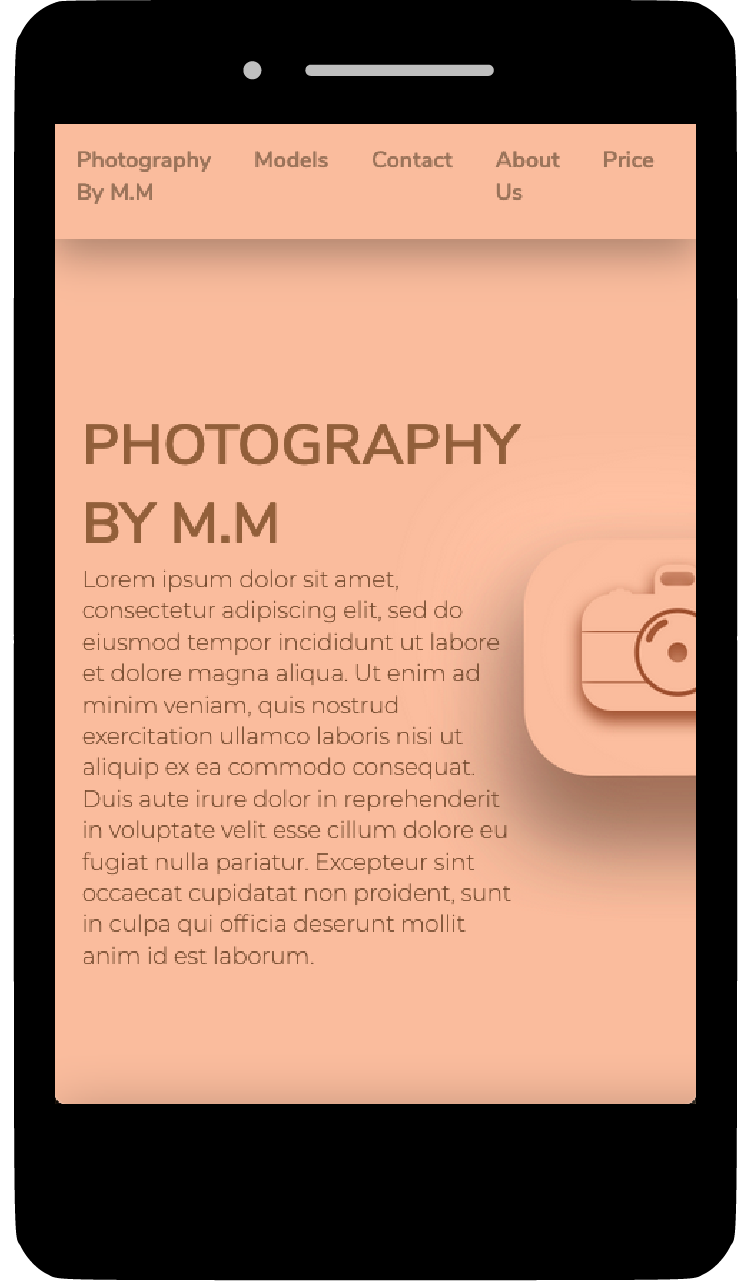 Photography Models Contact About Price
By M.M Us
PHOTOGRAPHY
BY M.M
Lorem ipsum dolor sit amet,
consectetur adipiscing elit, sed do
eiusmod tempor incididunt ut labore
et dolore magna aliqua. Ut enim ad
minim veniam, quis nostrud
exercitation ullamco laboris nisi ut
aliquip ex ea commodo consequat.
Duis aute irure dolor in reprehenderit
in voluptate velit esse cillum dolore eu
fugiat nulla pariatur. Excepteur sint
occaecat cupidatat non proident, sunt
in culpa qui officia deserunt mollit
anim id est laborum.